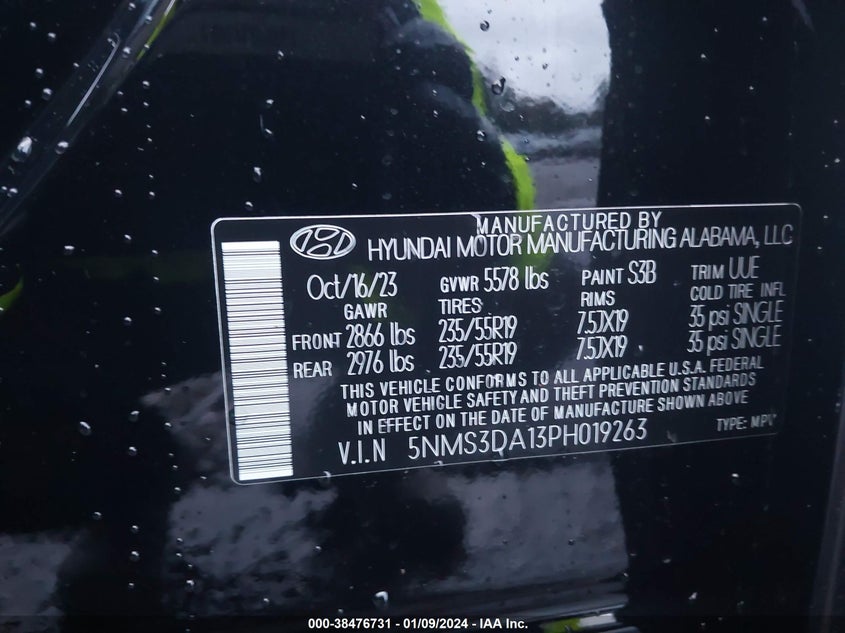 MANUFACTURED BY
HYUNDAI MOTOR MANUFACTURING ALABAMA, LLC
Oct/16/23 GVWR 5578 lbs PAINT S3B TRIM UUE
GAWR TIRES RIMS COLD TIRE INFL
FRONT 2866 lbs 235/55R19 7.5JX19 35 psi SINGLE
REAR 2976 lbs 235/55R19 7.5JX19 35 psi SINGLE
THIS VEHICLE CONFORMS TO ALL APPLICABLE U.S.A. FEDERAL
MOTOR VEHICLE SAFETY AND THEFT PREVENTION STANDARDS
IN EFFECT ON THE DATE OF MANUFACTURE SHOWN ABOVE
V.I.N 5NMS3DA13PH019263 TYPE: MPV
000-38476731 - 01/09/2024 - IAA Inc.